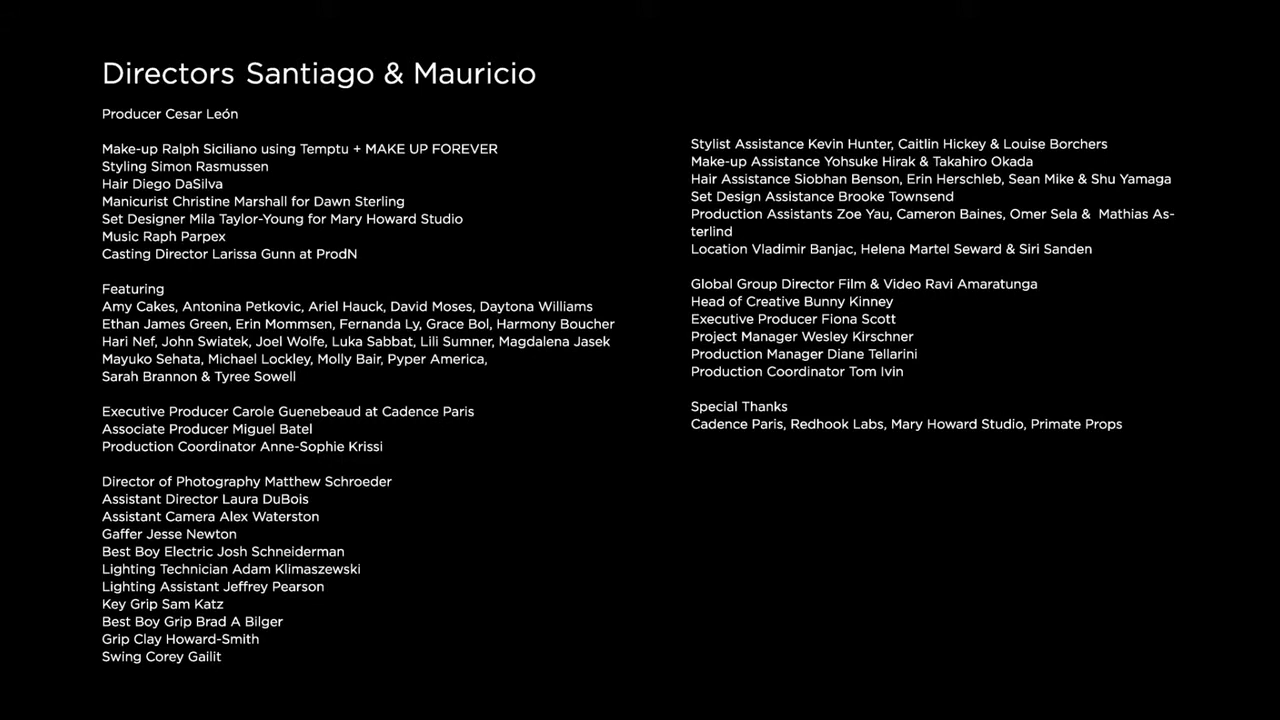 Directors Santiago & Mauricio
Producer Cesar León
Make-up Ralph Siciliano using Temptu + MAKE UP FOREVER
Styling Simon Rasmussen
Hair Diego DaSilva
Manicurist Christine Marshall for Dawn Sterling
Set Designer Mila Taylor-Young for Mary Howard Studio
Music Raph Parpex
Casting Director Larissa Gunn at ProdN
Featuring
Amy Cakes, Antonina Petkovic, Ariel Hauck, David Moses, Daytona Williams
Ethan James Green, Erin Mommsen, Fernanda Ly, Grace Bol, Harmony Boucher
Hari Nef, John Swiatek, Joel Wolfe, Luka Sabbat, Lili Sumner, Magdalena Jasek
Mayuko Sehata, Michael Lockley, Molly Bair, Pyper America,
Sarah Brannon & Tyree Sowell
Executive Producer Carole Guenebeaud at Cadence Paris
Associate Producer Miguel Batel
Production Coordinator Anne-Sophie Krissi
Director of Photography Matthew Schroeder
Assistant Director Laura DuBois
Assistant Camera Alex Waterston
Gaffer Jesse Newton
Best Boy Electric Josh Schneiderman
Lighting Technician Adam Klimaszewski
Lighting Assistant Jeffrey Pearson
Key Grip Sam Katz
Best Boy Grip Brad A Bilger
Grip Clay Howard-Smith
Swing Corey Gailit
Stylist Assistance Kevin Hunter, Caitlin Hickey & Louise Borchers
Make-up Assistance Yohsuke Hirak & Takahiro Okada
Hair Assistance Siobhan Benson, Erin Herschleb, Sean Mike & Shu Yamaga
Set Design Assistance Brooke Townsend
Production Assistants Zoe Yau, Cameron Baines, Omer Sela &  Mathias As-
terlind
Location Vladimir Banjac, Helena Martel Seward & Siri Sanden
Global Group Director Film & Video Ravi Amaratunga
Head of Creative Bunny Kinney
Executive Producer Fiona Scott
Project Manager Wesley Kirschner
Production Manager Diane Tellarini
Production Coordinator Tom Ivin
Special Thanks
Cadence Paris, Redhook Labs, Mary Howard Studio, Primate Props